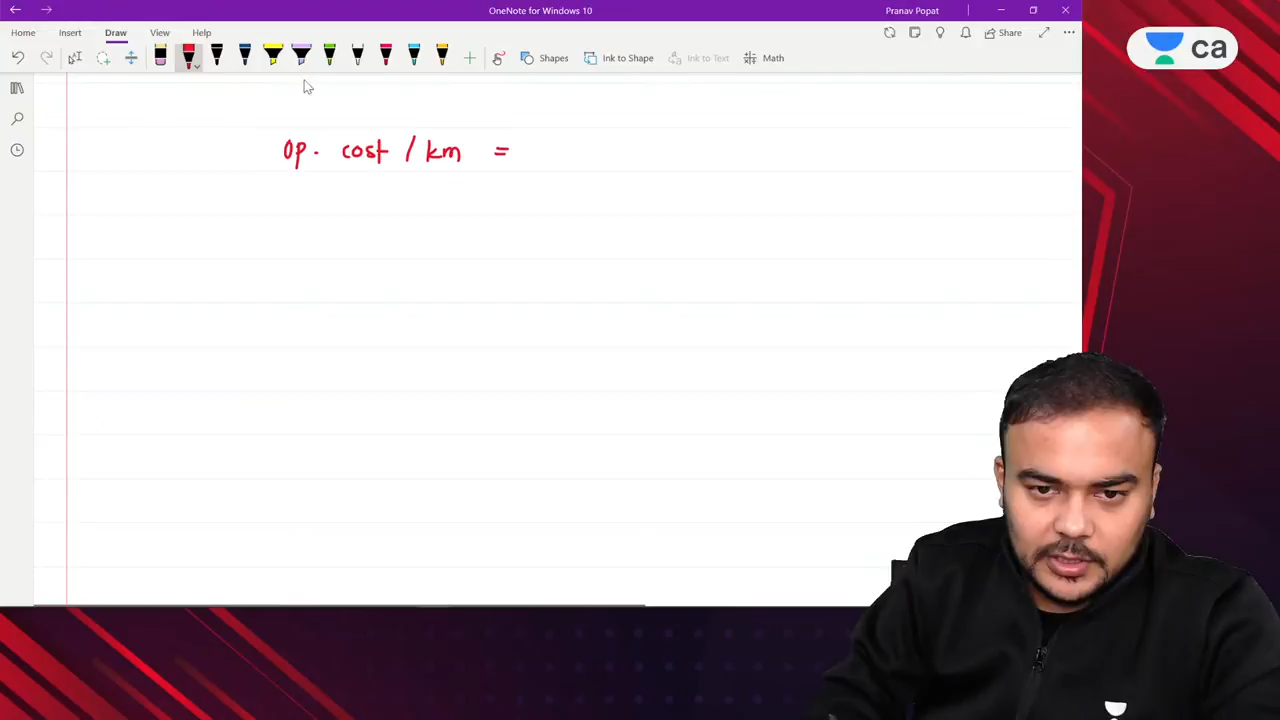 OneNote for Windows 10
Pranav Popat
Home Insert Draw View Help
Share
Shapes Ink to Shape Ink to Text Math
ca
Op. cost / km =